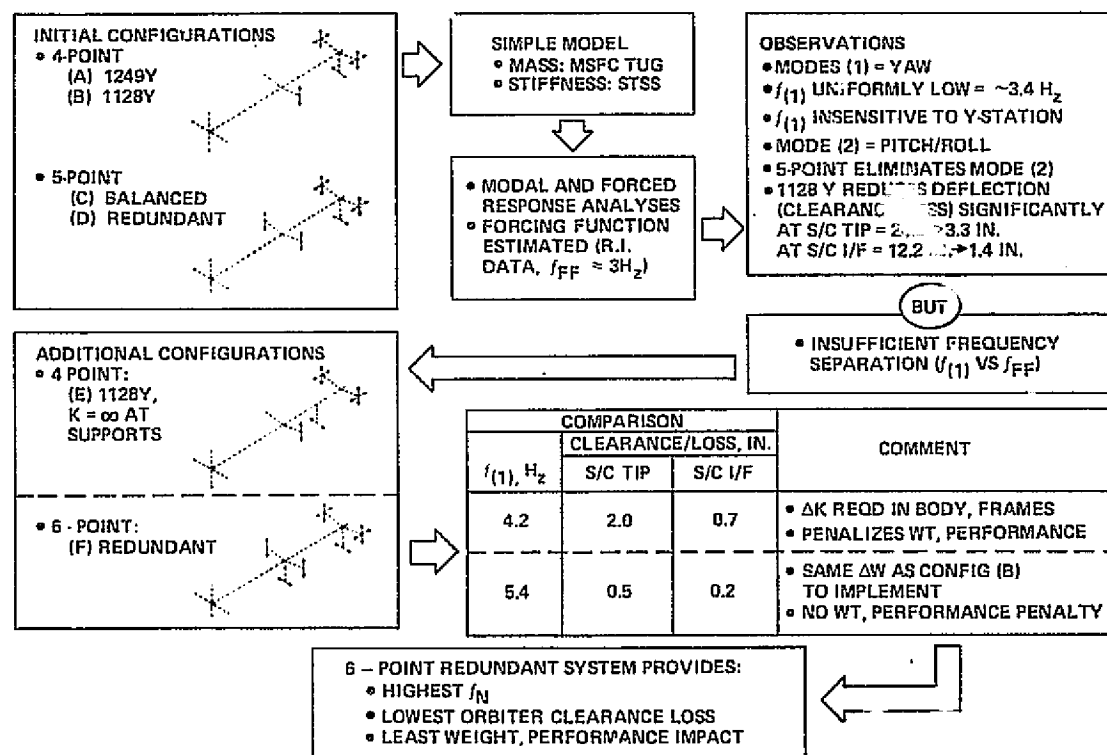 INITIAL CONFIGURATIONS
• 4-POINT
(A) 1249Y
(B) 1128Y
• 5-POINT
(C) BALANCED
(D) REDUNDANT
SIMPLE MODEL
• MASS: MSFC TUG
• STIFFNESS: STSS
• MODAL AND FORCED
RESPONSE ANALYSES
• FORCING FUNCTION
ESTIMATED (R.I.
DATA, fFF = 3Hz)
OBSERVATIONS
• MODES (1) = YAW
• f(1) UNIFORMLY LOW = ~3.4 Hz
• f(1) INSENSITIVE TO Y-STATION
• MODE (2) = PITCH/ROLL
• 5-POINT ELIMINATES MODE (2)
• 1128 Y REDUCES DEFLECTION
(CLEARANCE LOSS) SIGNIFICANTLY
AT S/C TIP = 3.3 IN.
AT S/C I/F = 12.2 1.4 IN.
BUT
• INSUFFICIENT FREQUENCY
SEPARATION (f(1) VS fFF)
ADDITIONAL CONFIGURATIONS
• 4 POINT:
(E) 1128Y,
K = ∞ AT
SUPPORTS
• 6 - POINT:
(F) REDUNDANT
COMPARISON
CLEARANCE/LOSS, IN.
COMMENT
f(1), Hz S/C TIP S/C I/F
4.2 2.0 0.7
• ΔK REQD IN BODY, FRAMES
• PENALIZES WT, PERFORMANCE
5.4 0.5 0.2
• SAME ΔW AS CONFIG (B)
TO IMPLEMENT
• NO WT, PERFORMANCE PENALTY
6 – POINT REDUNDANT SYSTEM PROVIDES:
• HIGHEST fN
• LOWEST ORBITER CLEARANCE LOSS
• LEAST WEIGHT, PERFORMANCE IMPACT